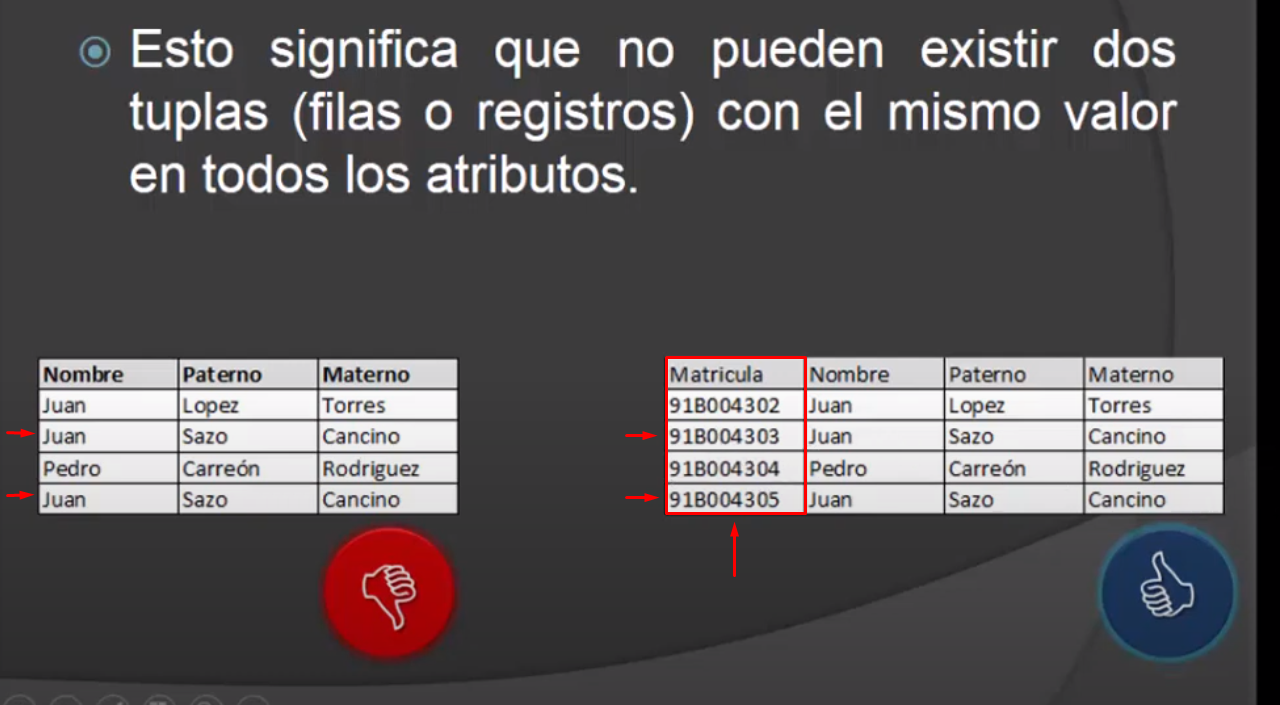 Esto significa que no pueden existir dos
tuplas (filas o registros) con el mismo valor
en todos los atributos.
Nombre Paterno Materno
Juan Lopez Torres
Juan Sazo Cancino
Pedro Carreón Rodriguez
Juan Sazo Cancino
Matricula Nombre Paterno Materno
91B004302 Juan Lopez Torres
91B004303 Juan Sazo Cancino
91B004304 Pedro Carreón Rodriguez
91B004305 Juan Sazo Cancino